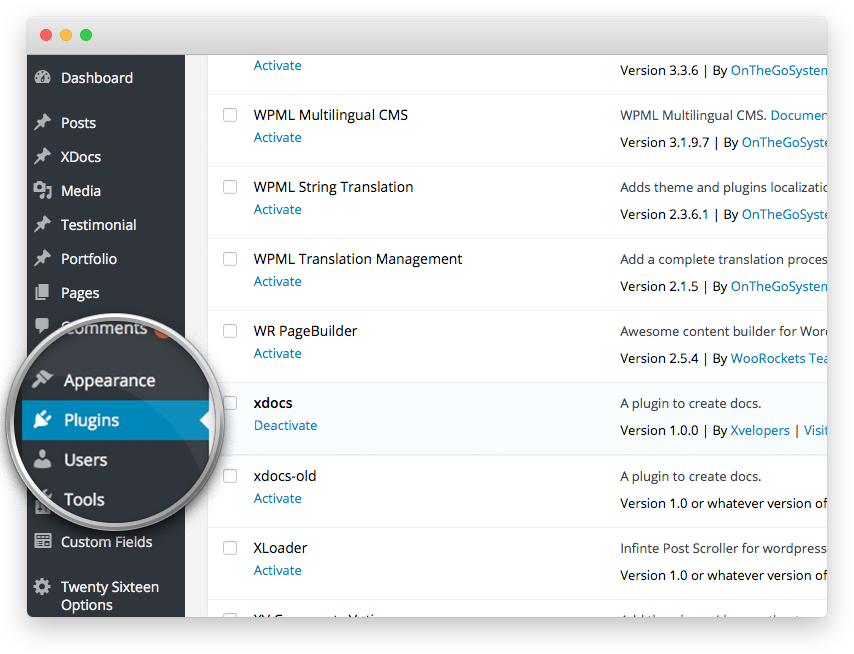 Dashboard
Posts
XDocs
Media
Testimonial
Portfolio
Pages
Comments
Appearance
Plugins
Users
Tools
Custom Fields
Twenty Sixteen
Options
Activate
Version 3.3.6 | By OnTheGoSystem
WPML Multilingual CMS
WPML Multilingual CMS. Documen
Activate
Version 3.1.9.7 | By OnTheGoSyste
WPML String Translation
Adds theme and plugins localizatio
Activate
Version 2.3.6.1 | By OnTheGoSyste
WPML Translation Management
Add a complete translation proces
Activate
Version 2.1.5 | By OnTheGoSystem
WR PageBuilder
Awesome content builder for Wor
Activate
Version 2.5.4 | By WooRockets Tea
xdocs
A plugin to create docs.
Deactivate
Version 1.0.0 | By Xvelopers | Visit
xdocs-old
A plugin to create docs.
Activate
Version 1.0 or whatever version of
XLoader
Infinte Post Scroller for wordpress
Activate
Version 1.0 or whatever version of